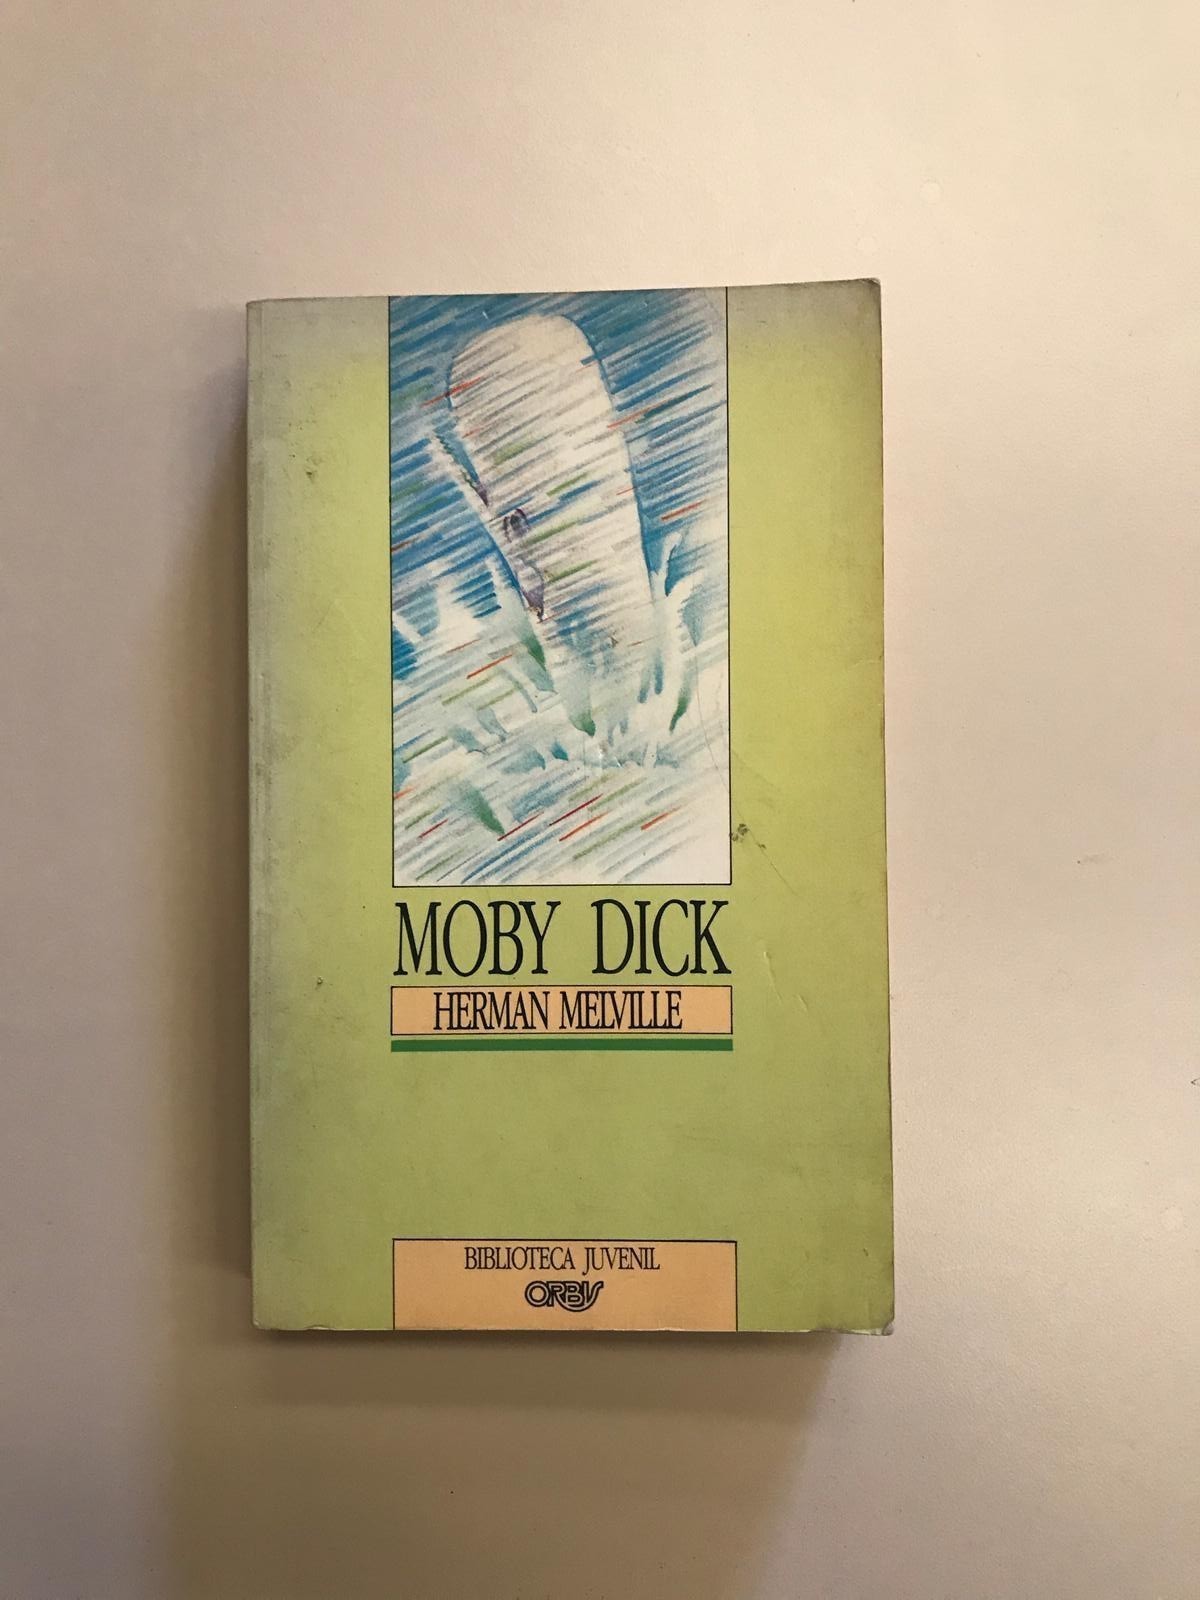 MOBY DICK
HERMAN MELVILLE
BIBLIOTECA JUVENIL
ORBIS